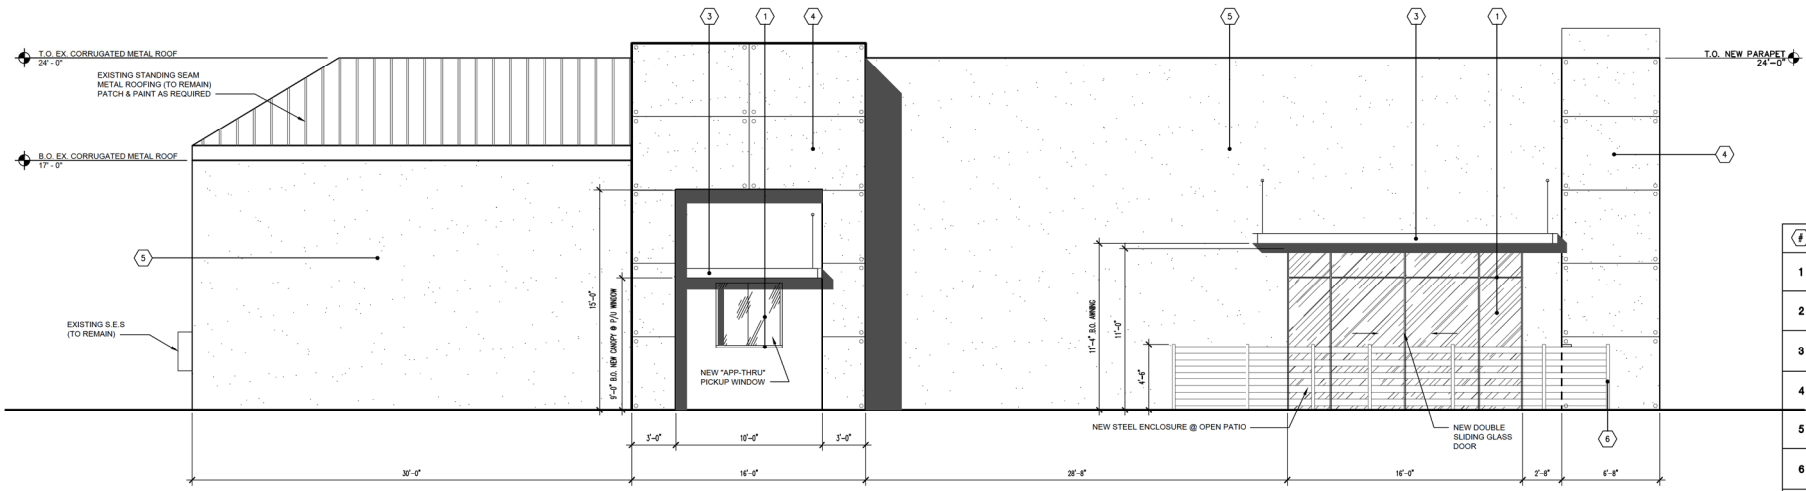 3
1
4
5
3
1
T.O. EX. CORRUGATED METAL ROOF
24' - 0"
EXISTING STANDING SEAM
METAL ROOFING (TO REMAIN)
PATCH & PAINT AS REQUIRED
T.O. NEW PARAPET
24'-0"
B.O. EX. CORRUGATED METAL ROOF
17' - 0"
4
5
3
3
#
1
2
3
4
5
6
15'-0"
9'-0" B.O. NEW CANOPY @ P/U WINDOW
11'-4" B.O. AWNING
11'-0"
4'-6"
EXISTING S.E.S
(TO REMAIN)
NEW "APP-THRU"
PICKUP WINDOW
NEW STEEL ENCLOSURE @ OPEN PATIO
NEW DOUBLE
SLIDING GLASS
DOOR
6
3'-0"
10'-0"
3'-0"
30'-0"
16'-0"
28'-8"
16'-0"
2'-8"
6'-8"